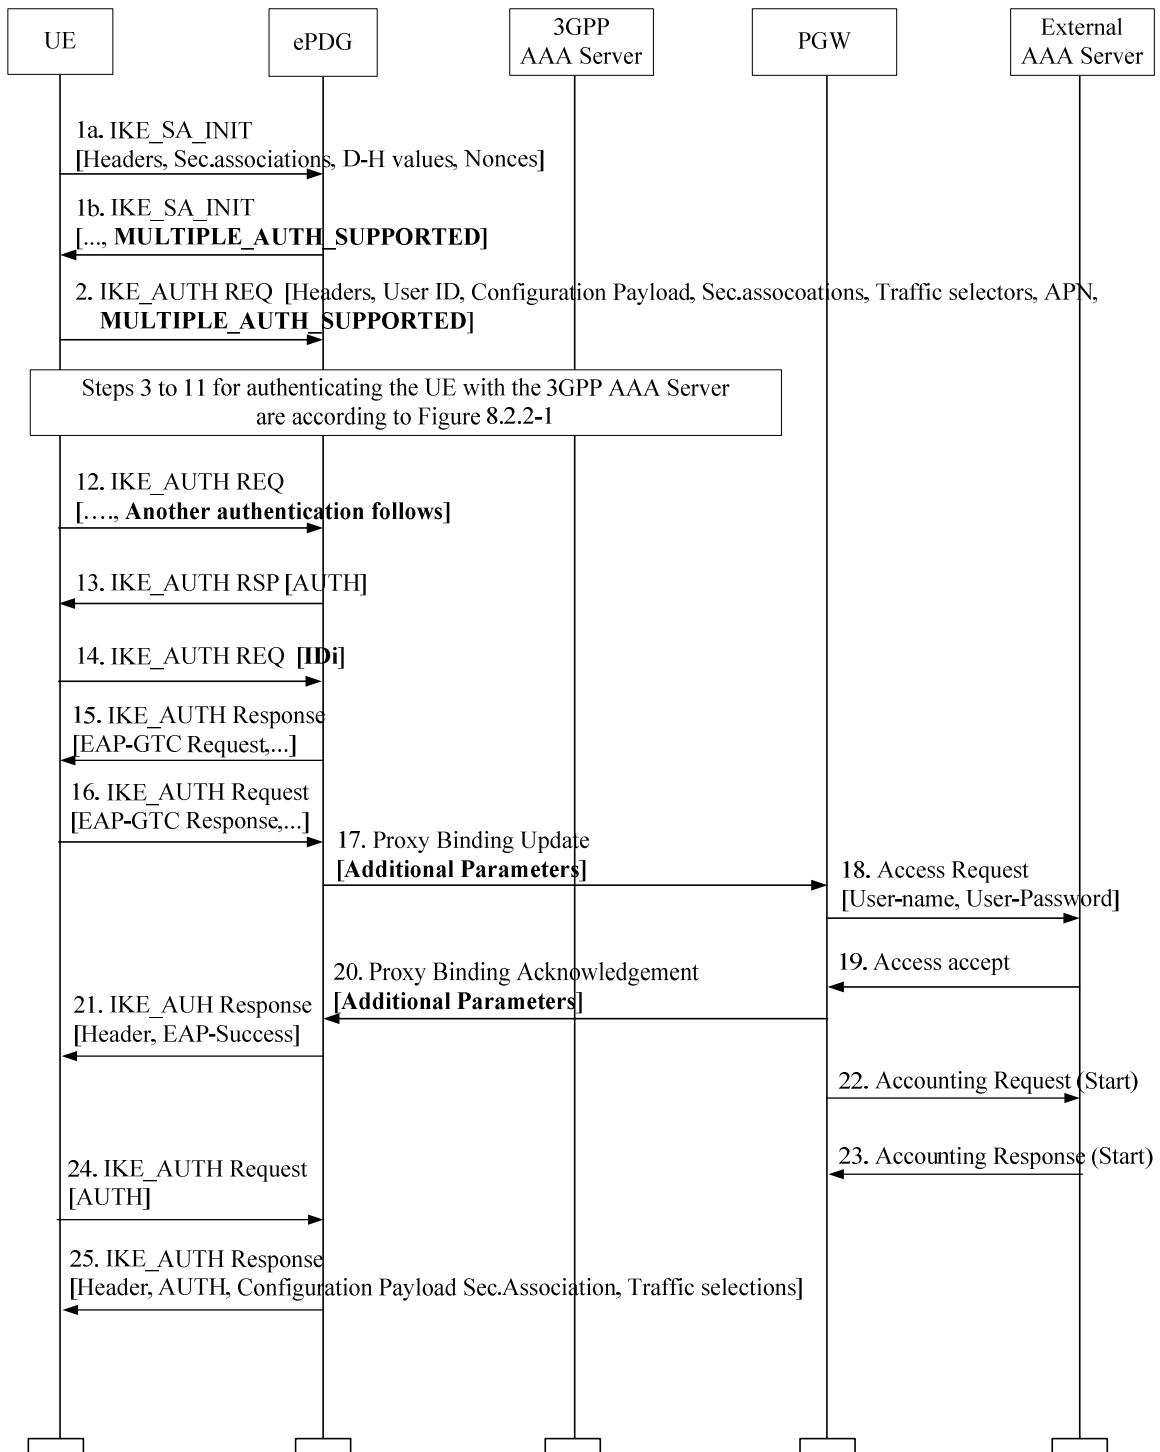 UE
ePDG
3GPP
AAA Server
PGW
External
AAA Server
1a. IKE_SA_INIT
[Headers, Sec.associations, D-H values, Nonces]
1b. IKE_SA_INIT
[..., MULTIPLE_AUTH_SUPPORTED]
2. IKE_AUTH REQ [Headers, User ID, Configuration Payload, Sec.assocoations, Traffic selectors, APN,
MULTIPLE_AUTH_SUPPORTED]
Steps 3 to 11 for authenticating the UE with the 3GPP AAA Server
are according to Figure 8.2.2-1
12. IKE_AUTH REQ
[…., Another authentication follows]
13. IKE_AUTH RSP [AUTH]
14. IKE_AUTH REQ [IDi]
15. IKE_AUTH Response
[EAP-GTC Request,...]
16. IKE_AUTH Request
[EAP-GTC Response,...]
17. Proxy Binding Update
[Additional Parameters]
18. Access Request
[User-name, User-Password]
19. Access accept
20. Proxy Binding Acknowledgement
[Additional Parameters]
21. IKE_AUH Response
[Header, EAP-Success]
22. Accounting Request (Start)
23. Accounting Response (Start)
24. IKE_AUTH Request
[AUTH]
25. IKE_AUTH Response
[Header, AUTH, Configuration Payload Sec.Association, Traffic selections]